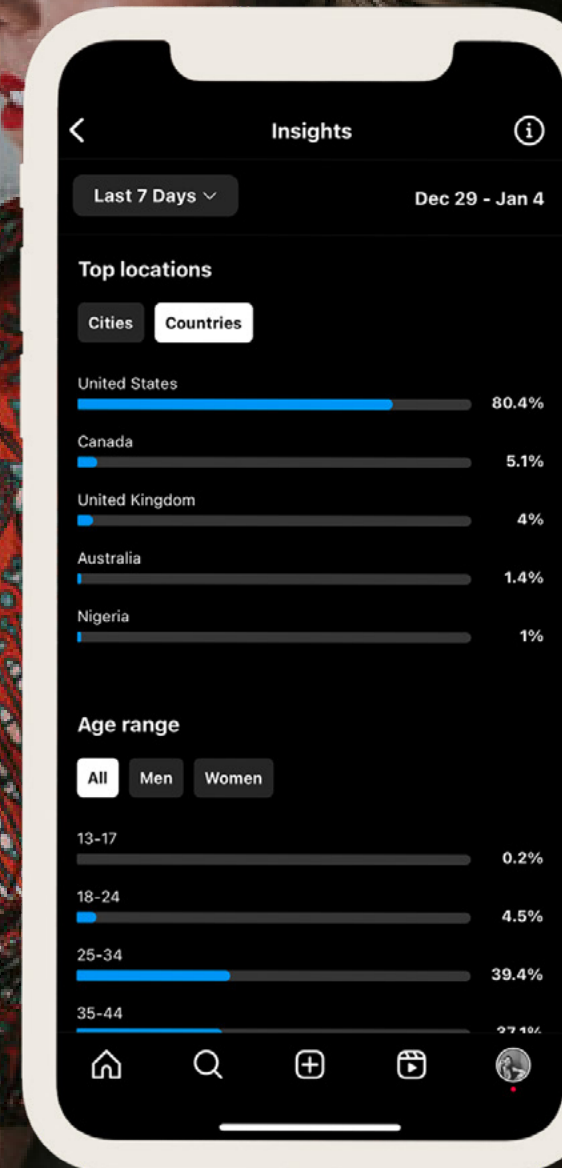 Insights
Last 7 Days
Dec 29 - Jan 4
Top locations
Cities Countries
United States
80.4%
Canada
5.1%
United Kingdom
4%
Australia
1.4%
Nigeria
1%
Age range
All Men Women
13-17
0.2%
18-24
4.5%
25-34
39.4%
35-44
37.1%